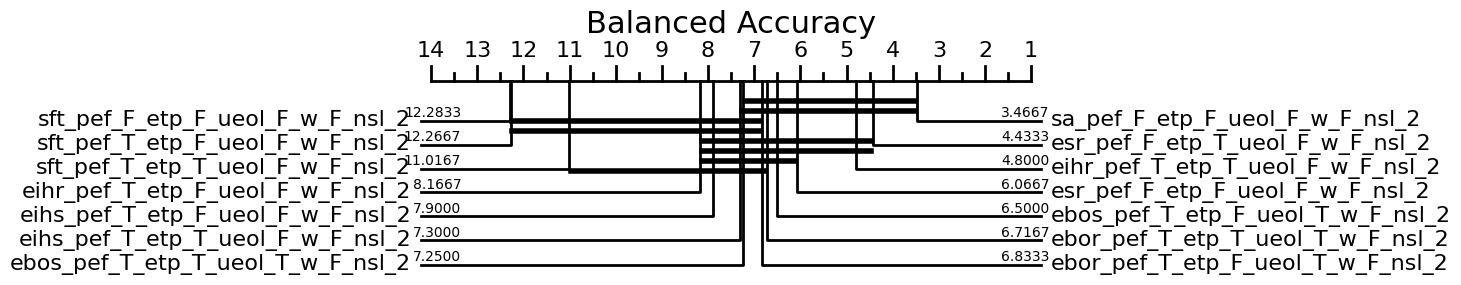 Balanced Accuracy
14 13 12 11 10 9 8 7 6 5 4 3 2 1
sft_pef_F_etp_F_ueol_F_w_F_nsl_2 12.2833 3.4667 sa_pef_F_etp_F_ueol_F_w_F_nsl_2
sft_pef_T_etp_F_ueol_F_w_F_nsl_2 12.2667 4.4333 esr_pef_F_etp_T_ueol_F_w_F_nsl_2
sft_pef_T_etp_T_ueol_F_w_F_nsl_2 11.0167 4.8000 eihr_pef_T_etp_T_ueol_F_w_F_nsl_2
eihr_pef_T_etp_F_ueol_F_w_F_nsl_2 8.1667 6.0667 esr_pef_F_etp_F_ueol_F_w_F_nsl_2
eihs_pef_T_etp_F_ueol_F_w_F_nsl_2 7.9000 6.5000 ebos_pef_T_etp_F_ueol_T_w_F_nsl_2
eihs_pef_T_etp_T_ueol_F_w_F_nsl_2 7.3000 6.7167 ebor_pef_T_etp_T_ueol_T_w_F_nsl_2
ebos_pef_T_etp_T_ueol_T_w_F_nsl_2 7.2500 6.8333 ebor_pef_T_etp_F_ueol_T_w_F_nsl_2